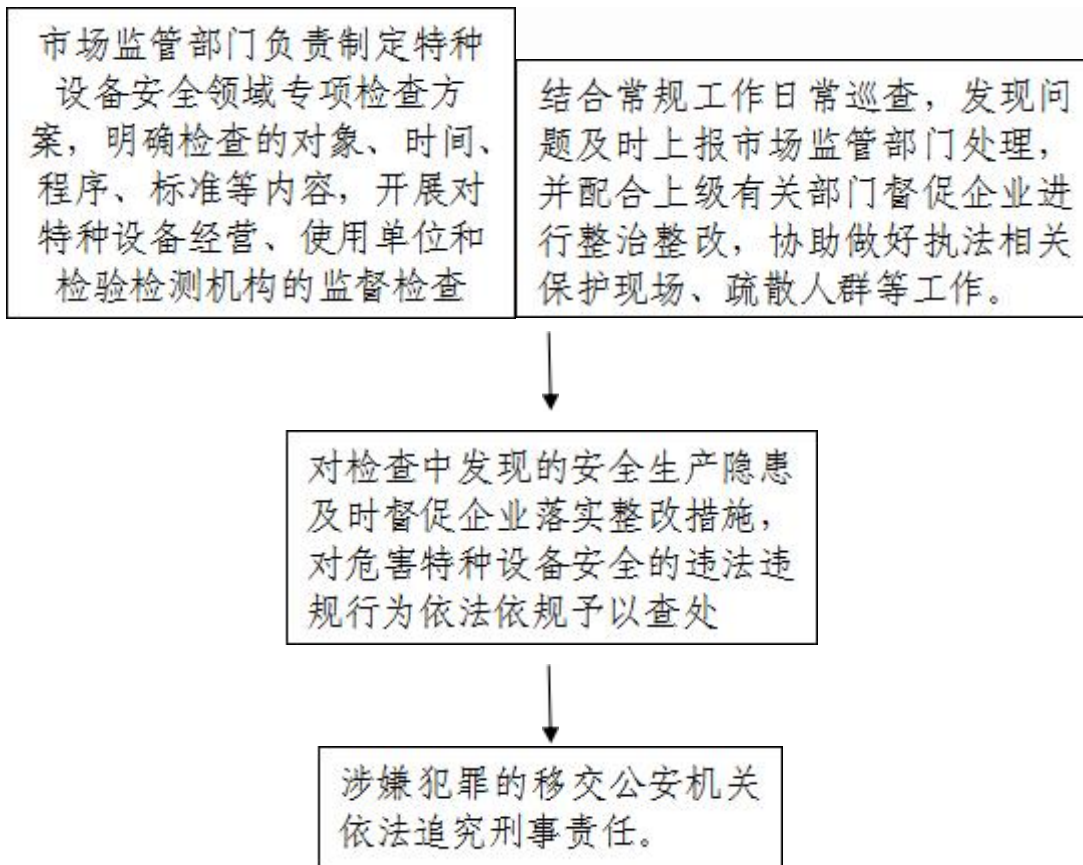 市场监管部门负责制定特种
设备安全领域专项检查方
案，明确检查的对象、时间、
程序、标准等内容，开展对
特种设备经营、使用单位和
检验检测机构的监督检查
结合常规工作日常巡查，发现问
题及时上报市场监管部门处理，
并配合上级有关部门督促企业进
行整治整改，协助做好执法相关
保护现场、疏散人群等工作。
对检查中发现的安全生产隐患
及时督促企业落实整改措施，
对危害特种设备安全的违法违
规行为依法依规予以查处
涉嫌犯罪的移交公安机关
依法追究刑事责任。